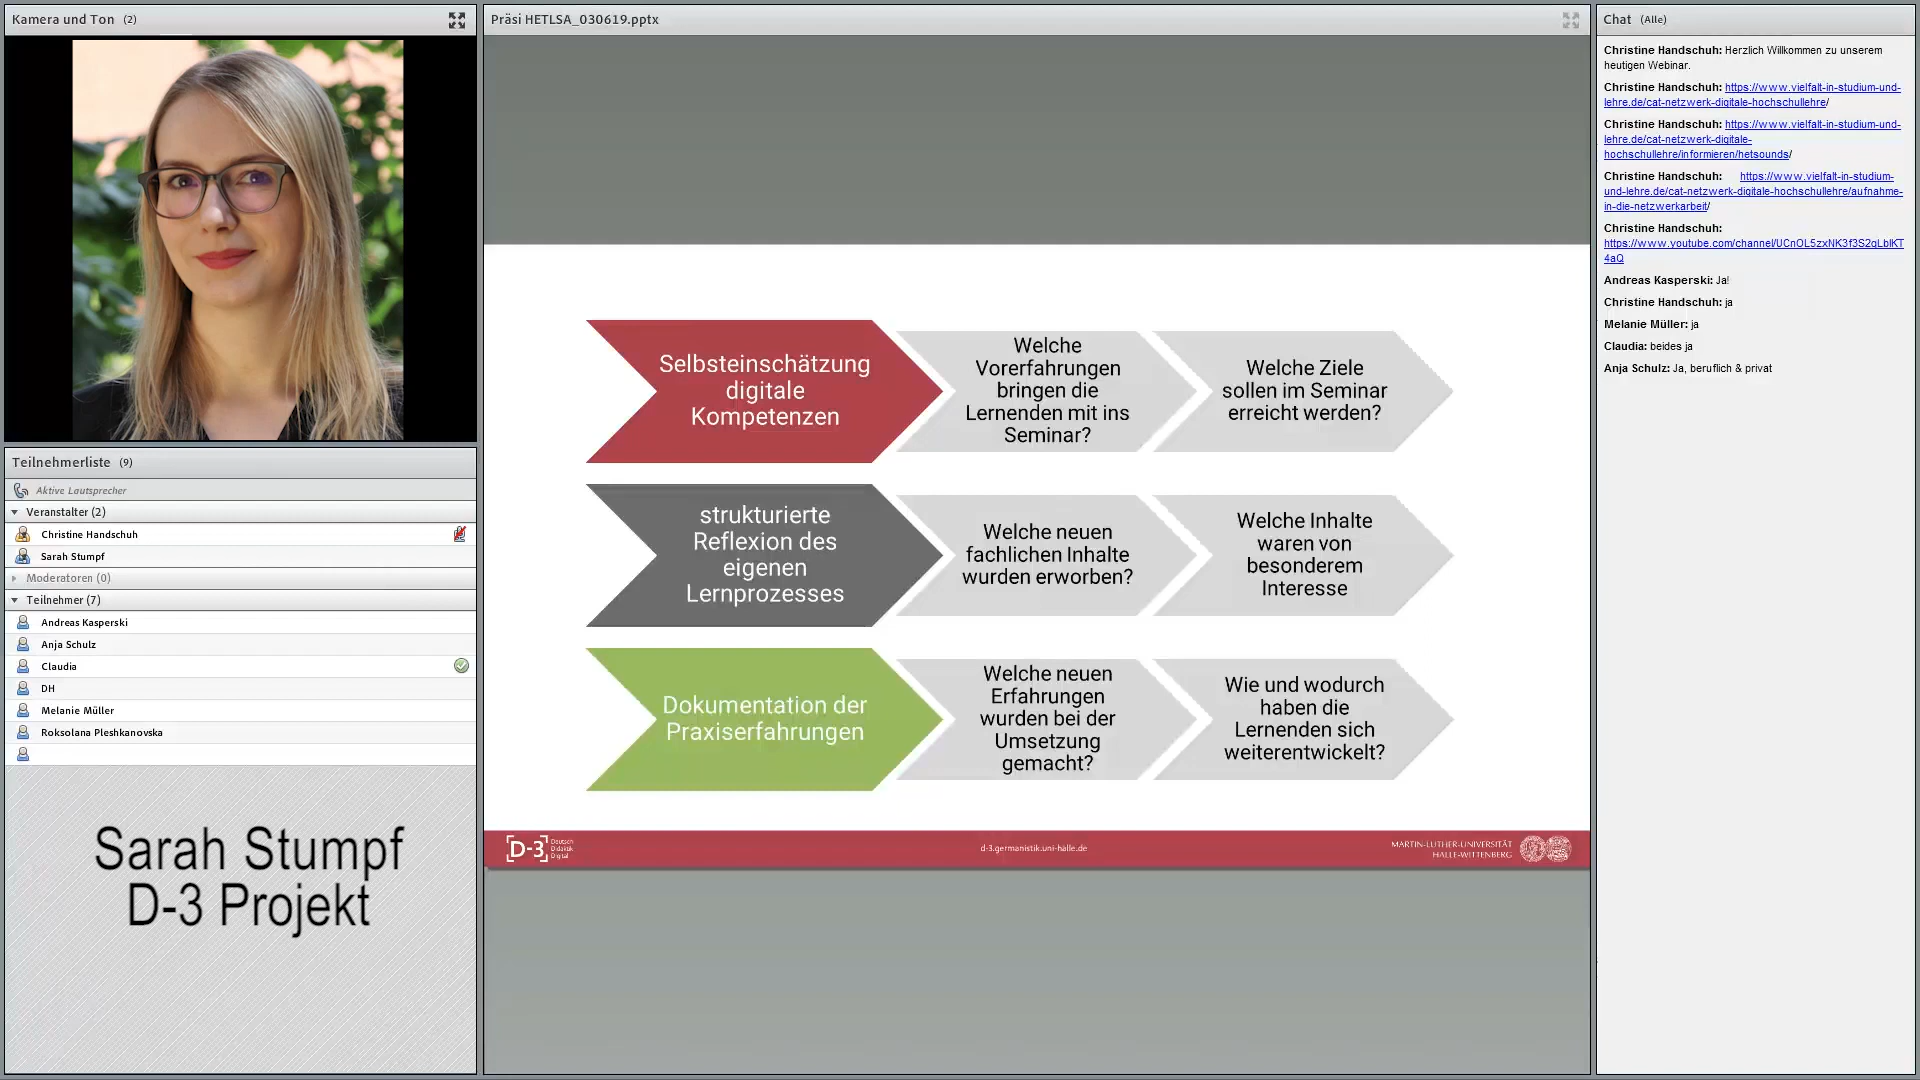 Kamera und Ton (2)
Teilnehmerliste (9)
Aktive Lautsprecher
Veranstalter (2)
Christine Handschuh
Sarah Stumpf
Moderatoren (0)
Teilnehmer (7)
Andreas Kasperski
Anja Schulz
Claudia
DH
Melanie Müller
Roksolana Pleshkanovska
Sarah Stumpf
D-3 Projekt
Präsi HETLSA_030619.pptx
Selbsteinschätzung
digitale
Kompetenzen
Welche
Vorerfahrungen
bringen die
Lernenden mit ins
Seminar?
Welche Ziele
sollen im Seminar
erreicht werden?
strukturierte
Reflexion des
eigenen
Lernprozesses
Welche neuen
fachlichen Inhalte
wurden erworben?
Welche Inhalte
waren von
besonderem
Interesse
Dokumentation der
Praxiserfahrungen
Welche neuen
Erfahrungen
wurden bei der
Umsetzung
gemacht?
Wie und wodurch
haben die
Lernenden sich
weiterentwickelt?
[D-3]
Deutsch
Didaktik
Digital
d-3.germanistik.uni-halle.de
MARTIN-LUTHER-UNIVERSITÄT
HALLE-WITTENBERG
Chat (Alle)
Christine Handschuh: Herzlich Willkommen zu unserem
heutigen Webinar.
Christine Handschuh: https://www.vielfalt-in-studium-und-
lehre.de/cat-netzwerk-digitale-hochschullehre/
Christine Handschuh: https://www.vielfalt-in-studium-und-
lehre.de/cat-netzwerk-digitale-
hochschullehre/informieren/hetsounds/
Christine Handschuh: https://www.vielfalt-in-studium-
und-lehre.de/cat-netzwerk-digitale-hochschullehre/aufnahme-
in-die-netzwerkarbeit/
Christine Handschuh:
https://www.youtube.com/channel/UCnOL5zxNK3f3S2gLblKT
4aQ
Andreas Kasperski: Ja!
Christine Handschuh: ja
Melanie Müller: ja
Claudia: beides ja
Anja Schulz: Ja, beruflich & privat